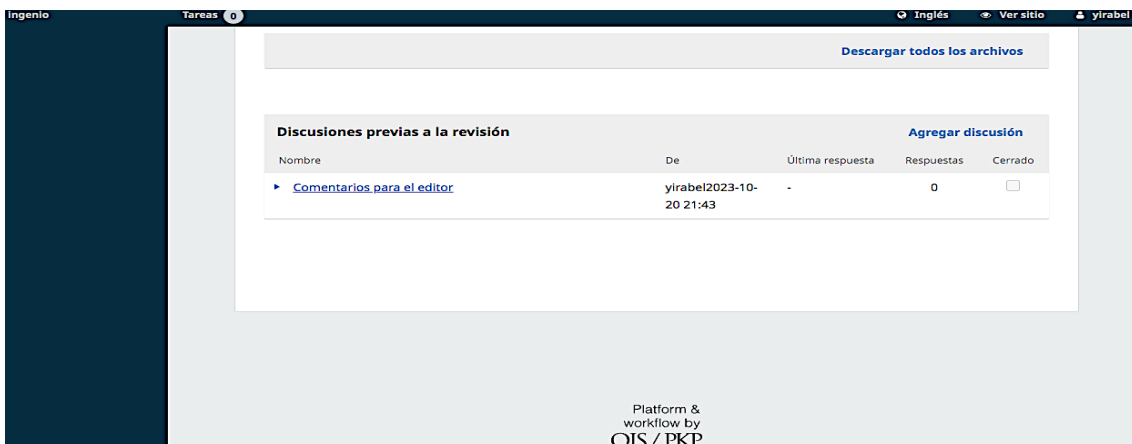 ingenio Tareas 0 Inglés Ver sitio yirabel
Descargar todos los archivos
Discusiones previas a la revisión Agregar discusión
Nombre De Última respuesta Respuestas Cerrado
Comentarios para el editor yirabel2023-10- - 0
20 21:43
Platform &
workflow by
OJS / PKP